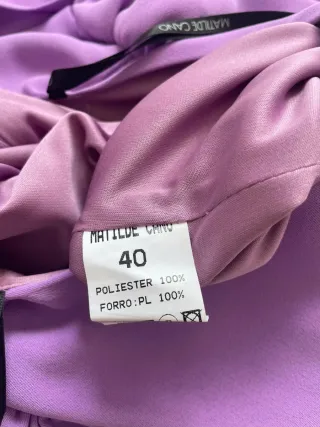 MATILDE CANO
MATILDE CANO
40
POLIESTER 100%
FORRO:PL 100%